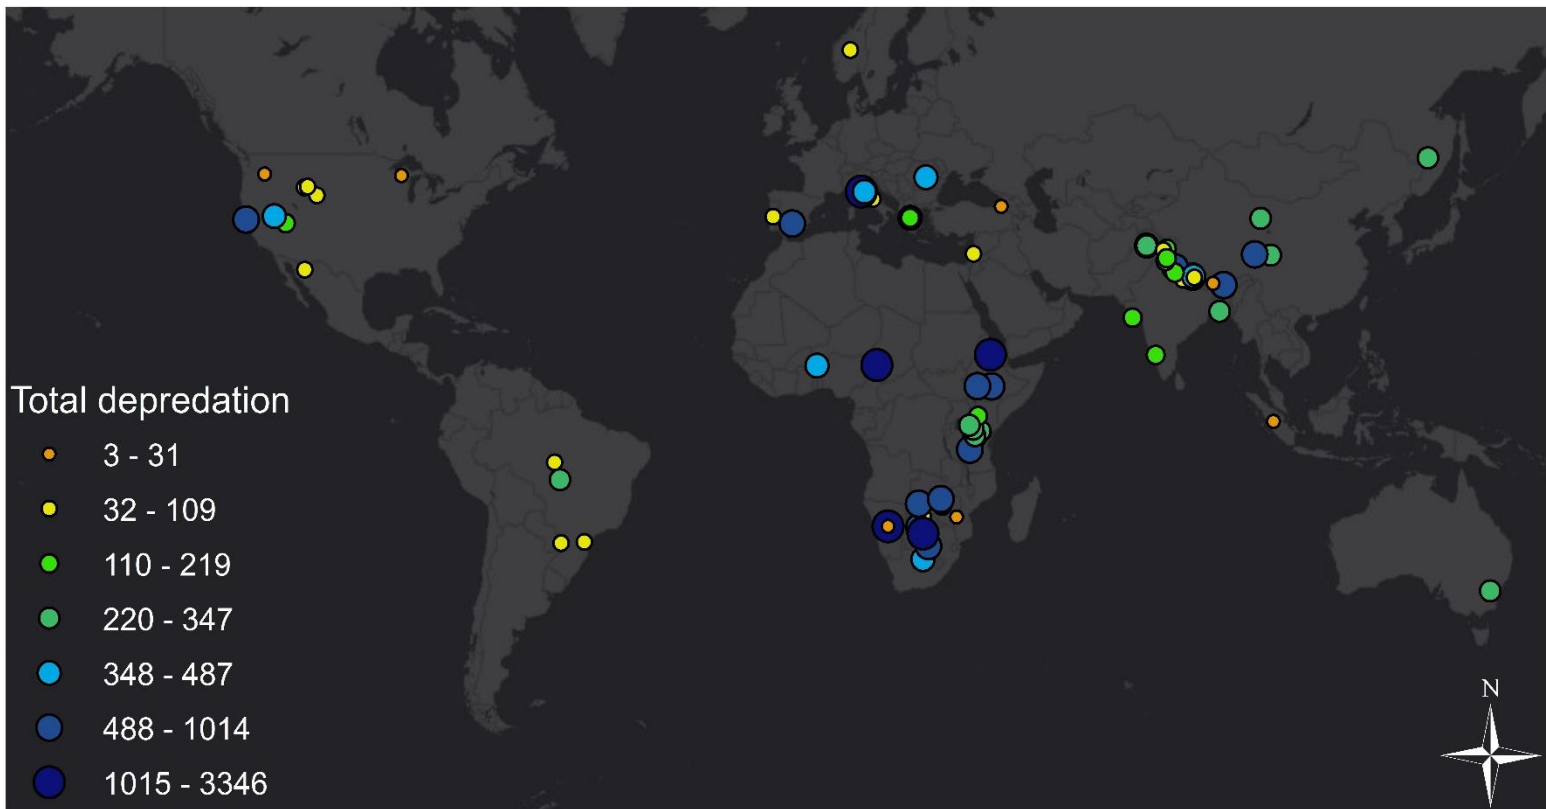 Total depredation
3 - 31
32 - 109
110 - 219
220 - 347
348 - 487
488 - 1014
1015 - 3346
N